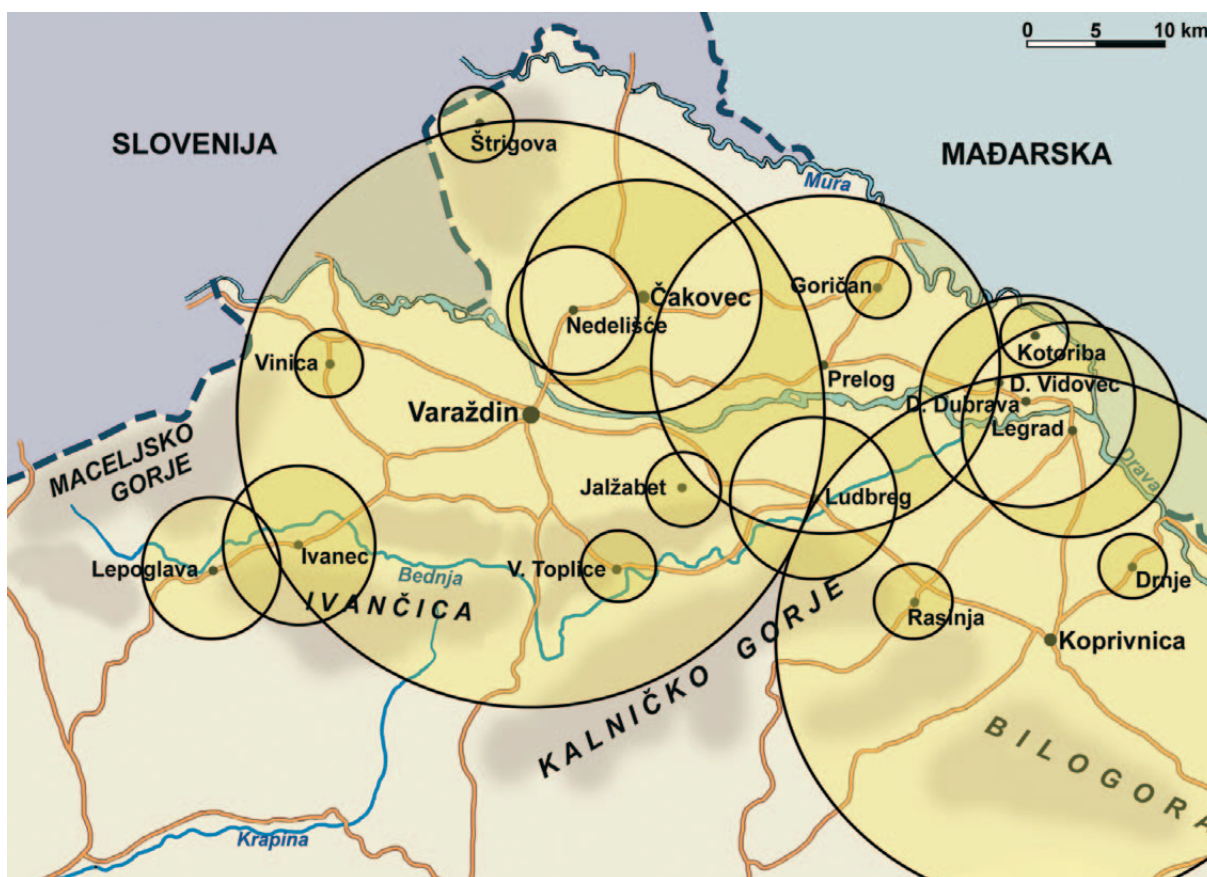 0 5 10 km
SLOVENIJA
MAĐARSKA
Štrigova
Mura
Goričan
Čakovec
Nedelišće
Kotoriba
Vinica
Prelog
D. Vidovec
D. Dubrava
Varaždin
Legrad
MACELJSKO
GORJE
Drava
Jalžabet
Ludbreg
Ivanec
Lepoglava
V. Toplice
Bednja
Drnje
IVANČICA
Rasinja
KALNIČKO GORJE
Koprivnica
BILOGORA
Krapina